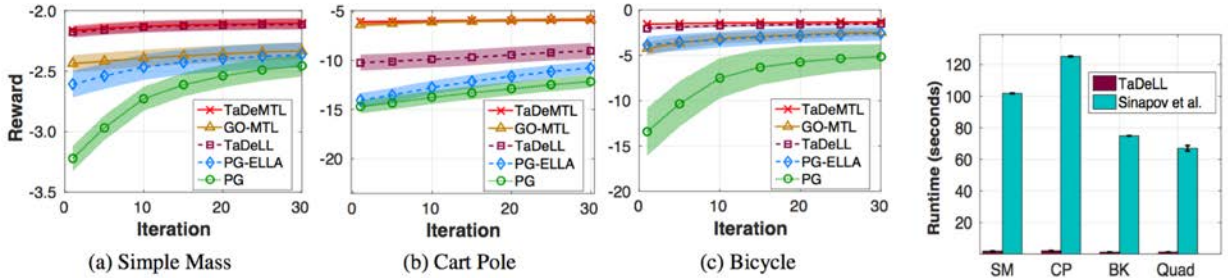 Reward
-2.0
-2.5
-3.0
-3.5
0
10
20
30
Iteration
TaDeMTL
GO-MTL
TaDeLL
PG-ELLA
PG
(a) Simple Mass
-5
-10
-15
-20
0
10
20
30
Iteration
TaDeMTL
GO-MTL
TaDeLL
PG-ELLA
PG
(b) Cart Pole
0
-5
-10
-15
-20
0
10
20
30
Iteration
TaDeMTL
GO-MTL
TaDeLL
PG-ELLA
PG
(c) Bicycle
Runtime (seconds)
120
100
80
60
40
20
TaDeLL
Sinapov et al.
SM
CP
BK
Quad